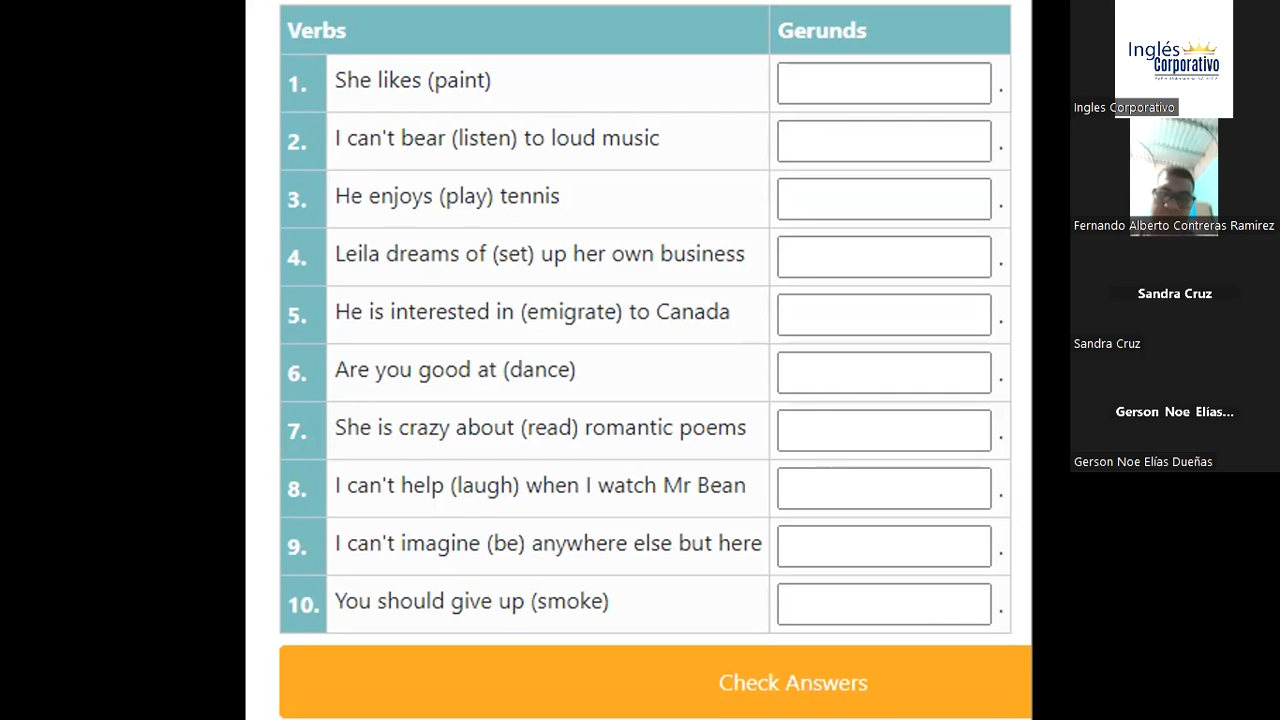 Verbs Gerunds
1. She likes (paint) .
2. I can't bear (listen) to loud music .
3. He enjoys (play) tennis .
4. Leila dreams of (set) up her own business .
5. He is interested in (emigrate) to Canada .
6. Are you good at (dance) .
7. She is crazy about (read) romantic poems .
8. I can't help (laugh) when I watch Mr Bean .
9. I can't imagine (be) anywhere else but here .
10. You should give up (smoke) .
Check Answers
Inglés
Corporativo
Ingles Corporativo
Fernando Alberto Contreras Ramirez
Sandra Cruz
Sandra Cruz
Gerson Noe Elías...
Gerson Noe Elías Dueñas